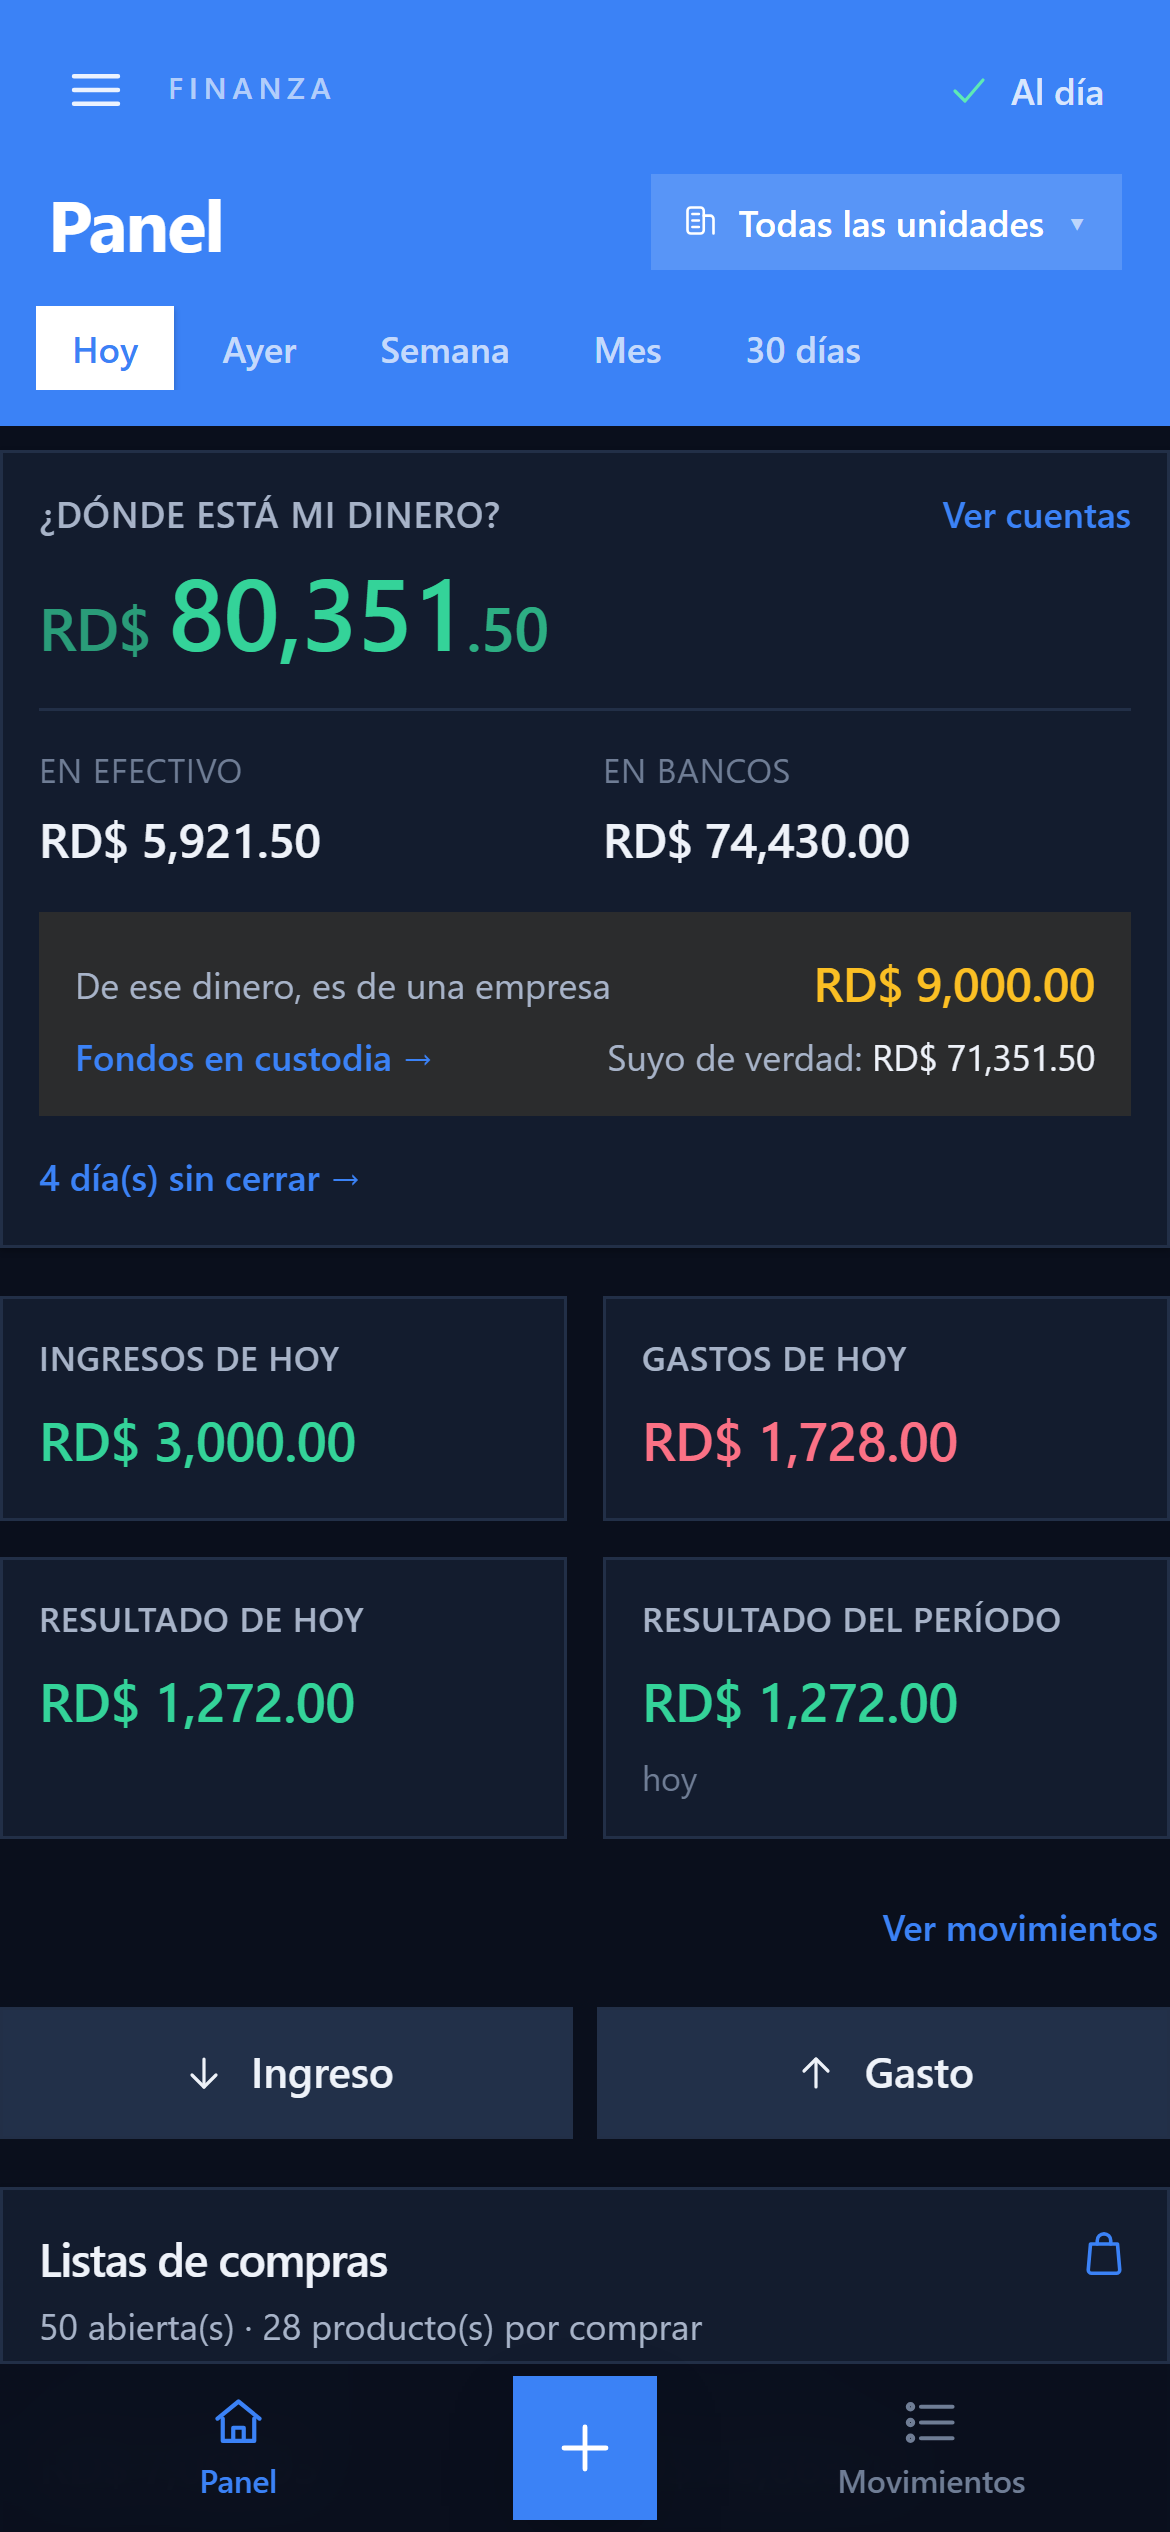 FINANZA
Al día
Panel
Todas las unidades ▼
Hoy Ayer Semana Mes 30 días
¿DÓNDE ESTÁ MI DINERO? Ver cuentas
RD$ 80,351.50
EN EFECTIVO EN BANCOS
RD$ 5,921.50 RD$ 74,430.00
De ese dinero, es de una empresa RD$ 9,000.00
Fondos en custodia → Suyo de verdad: RD$ 71,351.50
4 día(s) sin cerrar →
INGRESOS DE HOY GASTOS DE HOY
RD$ 3,000.00 RD$ 1,728.00
RESULTADO DE HOY RESULTADO DEL PERÍODO
RD$ 1,272.00 RD$ 1,272.00
hoy
Ver movimientos
↓ Ingreso ↑ Gasto
Listas de compras
50 abierta(s) · 28 producto(s) por comprar
Panel + Movimientos